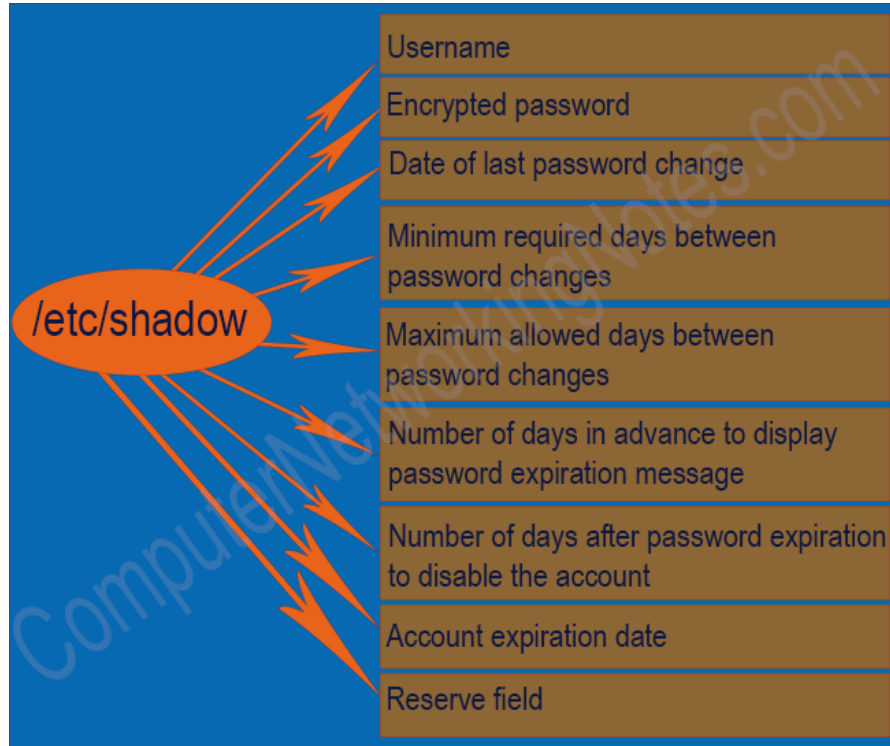 Username
Encrypted password
Date of last password change
Minimum required days between
password changes
/etc/shadow
Maximum allowed days between
password changes
Number of days in advance to display
password expiration message
Number of days after password expiration
to disable the account
Account expiration date
Reserve field
ComputerNetworkingNotes.com